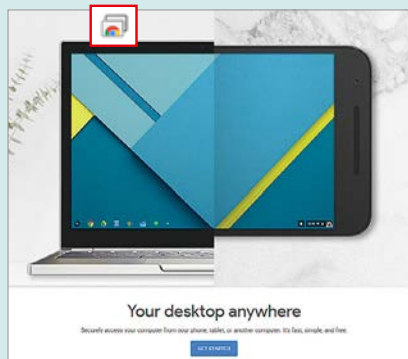 Your desktop anywhere
Securely access your computer from your phone, tablet, or another computer. It's fast, simple, and free.
GET STARTED